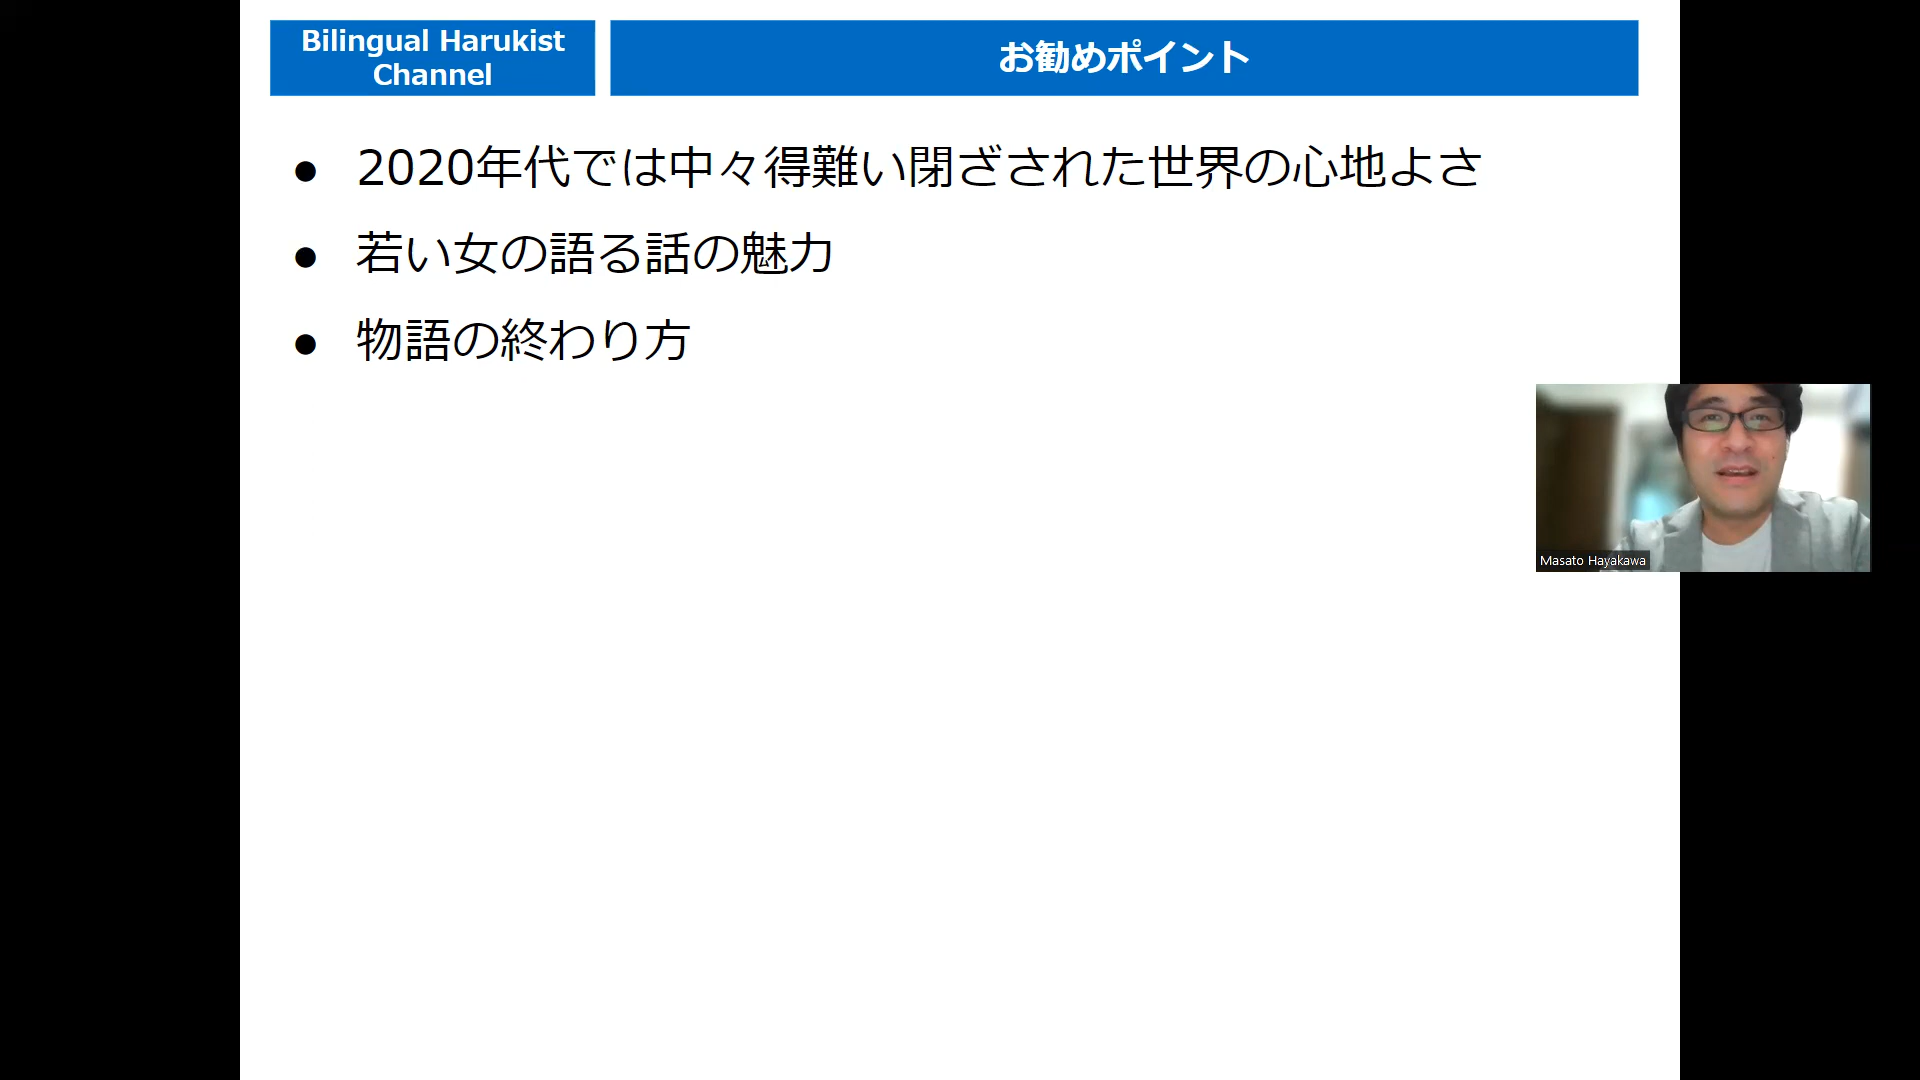 Bilingual Harukist
Channel
お勧めポイント
● 2020年代では中々得難い閉ざされた世界の心地よさ
● 若い女の語る話の魅力
● 物語の終わり方
Masato Hayakawa